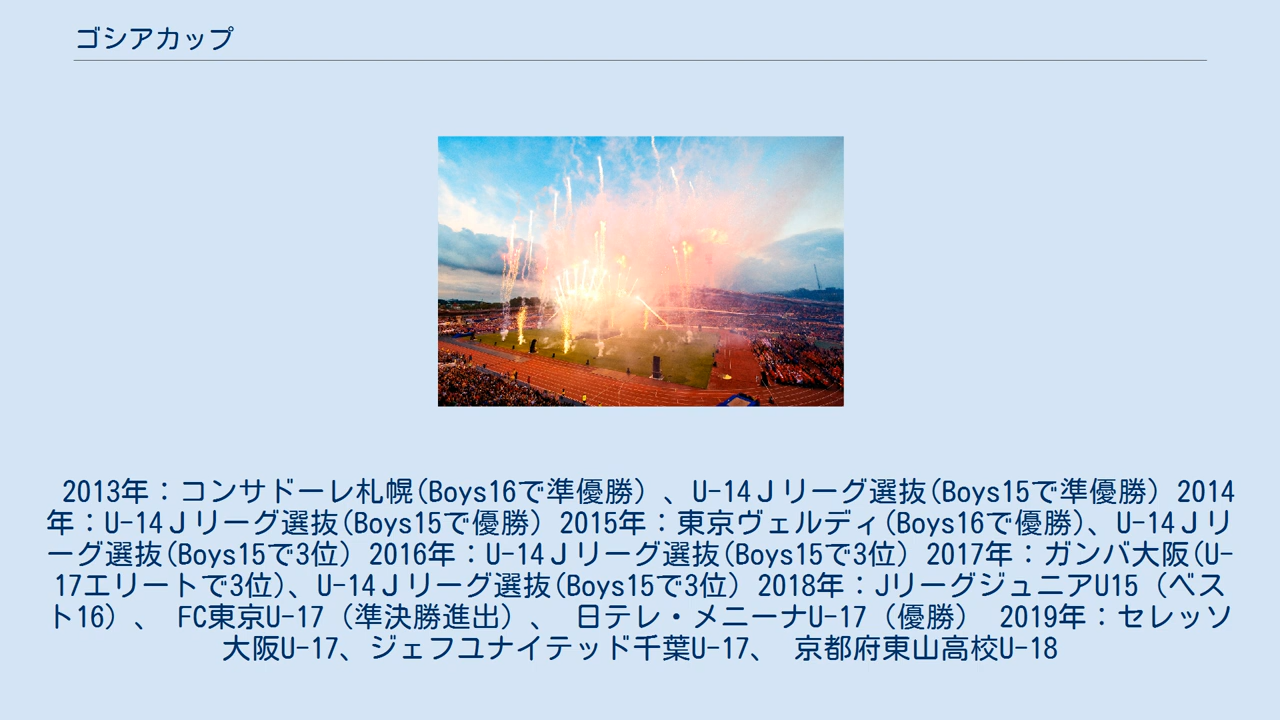 ゴシアカップ
2013年：コンサドーレ札幌(Boys16で準優勝）、U-14Ｊリーグ選抜(Boys15で準優勝）2014
年：U-14Ｊリーグ選抜(Boys15で優勝）2015年：東京ヴェルディ(Boys16で優勝)、U-14Ｊリ
ーグ選抜(Boys15で3位）2016年：U-14Ｊリーグ選抜(Boys15で3位）2017年：ガンバ大阪(U-
17エリートで3位)、U-14Ｊリーグ選抜(Boys15で3位）2018年：JリーグジュニアU15（ベス
ト16）、 FC東京U-17（準決勝進出）、 日テレ・メニーナU-17（優勝） 2019年：セレッソ
大阪U-17、ジェフユナイテッド千葉U-17、 京都府東山高校U-18